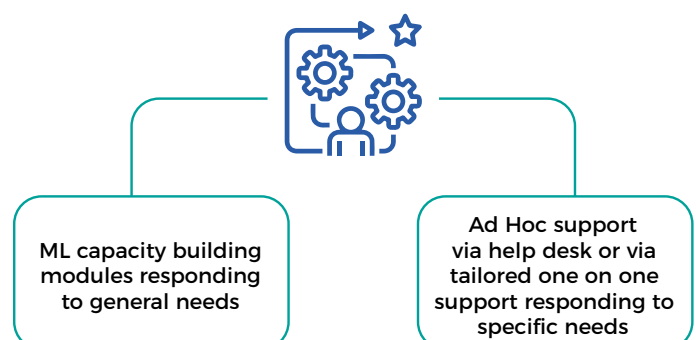 ML capacity building
modules responding
to general needs
Ad Hoc support
via help desk or via
tailored one on one
support responding to
specific needs